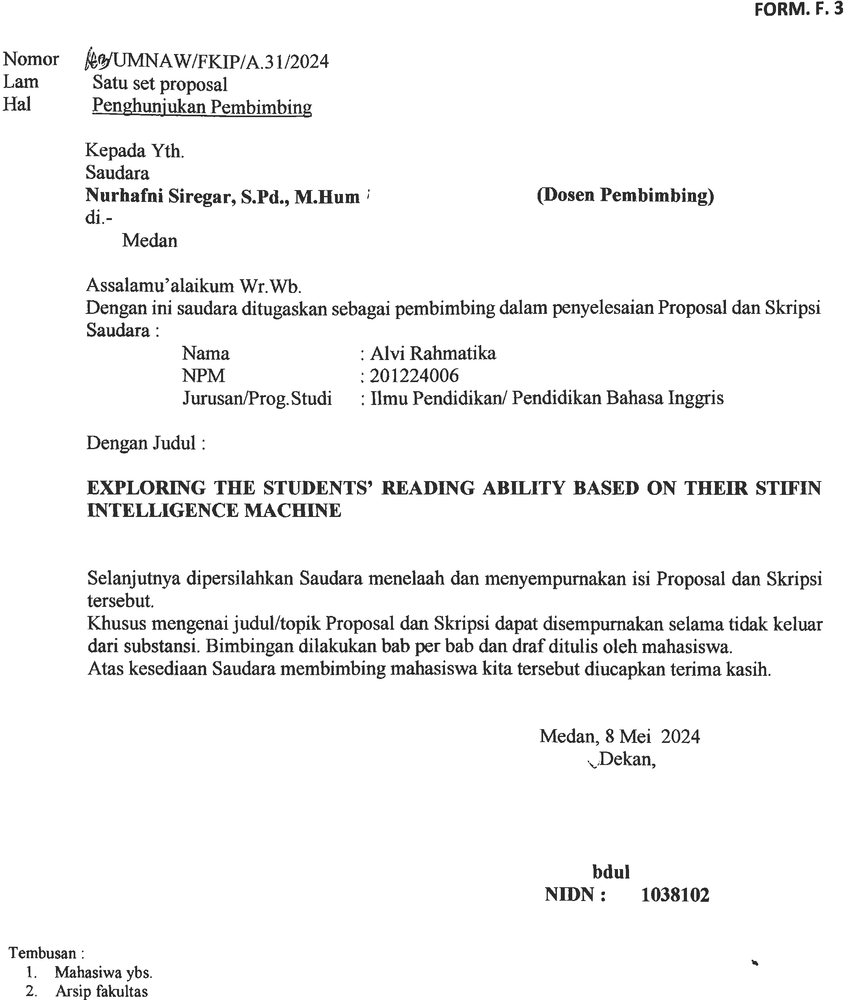 FORM. F. 3
Nomor /UMNAW/FKIP/A.31/2024
Lam Satu set proposal
Hal Penghunjukan Pembimbing
Kepada Yth.
Saudara
Nurhafni Siregar, S.Pd., M.Hum (Dosen Pembimbing)
di.-
Medan
Assalamu’alaikum Wr.Wb.
Dengan ini saudara ditugaskan sebagai pembimbing dalam penyelesaian Proposal dan Skripsi
Saudara :
Nama : Alvi Rahmatika
NPM : 201224006
Jurusan/Prog.Studi : Ilmu Pendidikan/ Pendidikan Bahasa Inggris
Dengan Judul :
EXPLORING THE STUDENTS’ READING ABILITY BASED ON THEIR STIFIN
INTELLIGENCE MACHINE
Selanjutnya dipersilahkan Saudara menelaah dan menyempurnakan isi Proposal dan Skripsi
tersebut.
Khusus mengenai judul/topik Proposal dan Skripsi dapat disempurnakan selama tidak keluar
dari substansi. Bimbingan dilakukan bab per bab dan draf ditulis oleh mahasiswa.
Atas kesediaan Saudara membimbing mahasiswa kita tersebut diucapkan terima kasih.
Medan, 8 Mei 2024
Dekan,
bdul
NIDN : 1038102
Tembusan :
1. Mahasiwa ybs.
2. Arsip fakultas